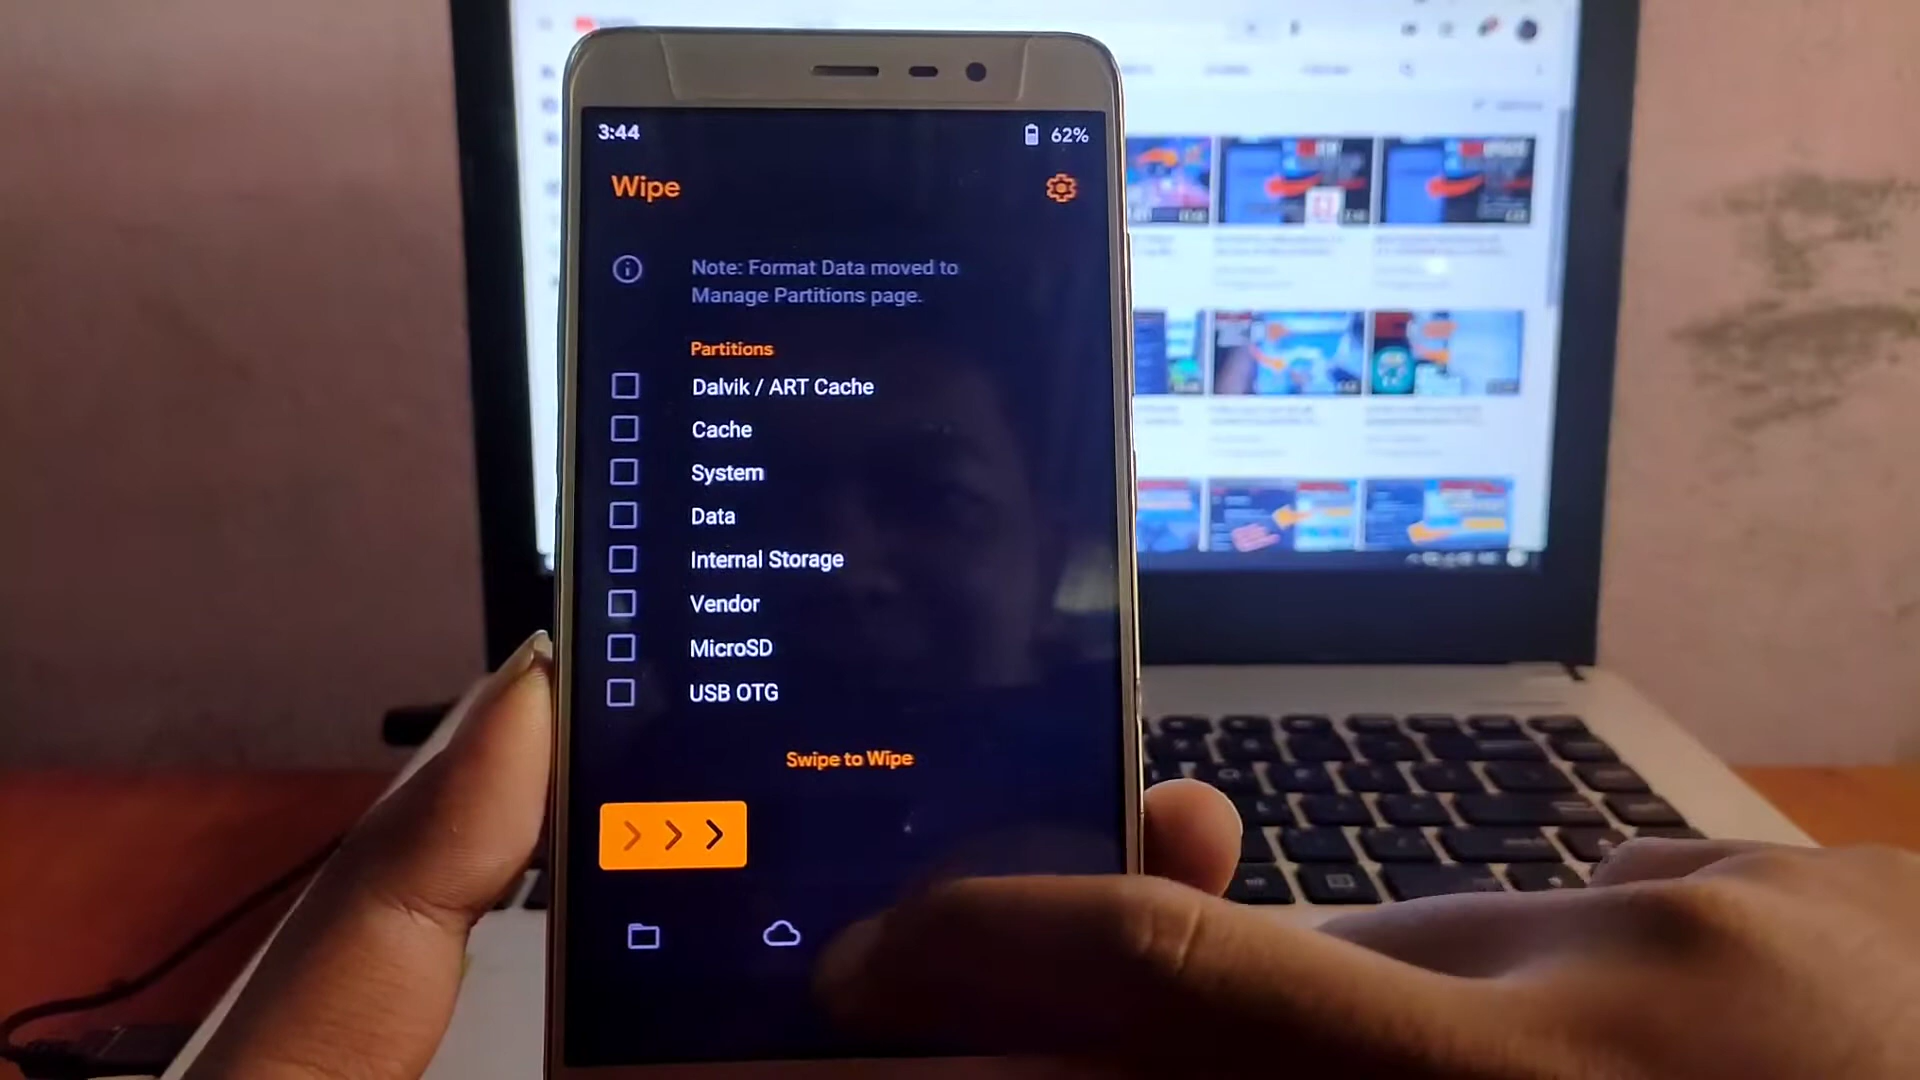 3:44
62%
Wipe
Note: Format Data moved to
Manage Partitions page.
Partitions
Dalvik / ART Cache
Cache
System
Data
Internal Storage
Vendor
MicroSD
USB OTG
Swipe to Wipe